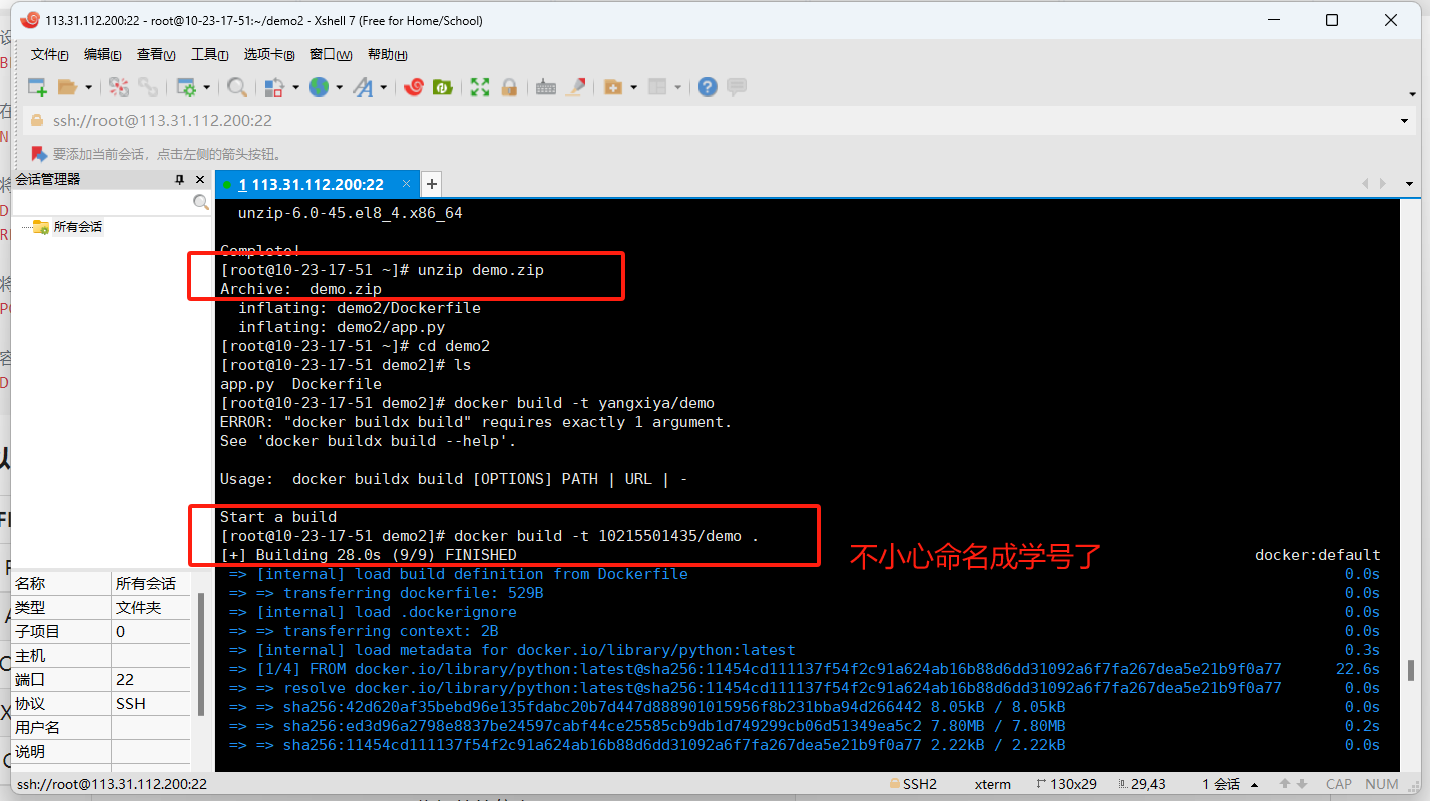 113.31.112.200:22 - root@10-23-17-51:~/demo2 - Xshell 7 (Free for Home/School)
文件(F) 编辑(E) 查看(V) 工具(T) 选项卡(B) 窗口(W) 帮助(H)
ssh://root@113.31.112.200:22
要添加当前会话，点击左侧的箭头按钮。
会话管理器
1 113.31.112.200:22
所有会话
unzip-6.0-45.el8_4.x86_64
Complete!
[root@10-23-17-51 ~]# unzip demo.zip
Archive:  demo.zip
inflating: demo2/Dockerfile
inflating: demo2/app.py
[root@10-23-17-51 ~]# cd demo2
[root@10-23-17-51 demo2]# ls
app.py  Dockerfile
[root@10-23-17-51 demo2]# docker build -t yangxiya/demo
ERROR: "docker buildx build" requires exactly 1 argument.
See 'docker buildx build --help'.
Usage:  docker buildx build [OPTIONS] PATH | URL | -
Start a build
[root@10-23-17-51 demo2]# docker build -t 10215501435/demo .
[+] Building 28.0s (9/9) FINISHED docker:default
不小心命名成学号了
=> [internal] load build definition from Dockerfile 0.0s
=> => transferring dockerfile: 529B 0.0s
=> [internal] load .dockerignore 0.0s
=> => transferring context: 2B 0.0s
=> [internal] load metadata for docker.io/library/python:latest 0.3s
=> [1/4] FROM docker.io/library/python:latest@sha256:11454cd111137f54f2c91a624ab16b88d6dd31092a6f7fa267dea5e21b9f0a77 22.6s
=> => resolve docker.io/library/python:latest@sha256:11454cd111137f54f2c91a624ab16b88d6dd31092a6f7fa267dea5e21b9f0a77 0.0s
=> => sha256:42d620af35bebd96e135fdabc20b7d447d888901015956f8b231bba94d266442 8.05kB / 8.05kB 0.0s
=> => sha256:ed3d96a2798e8837be24597cabf44ce25585cb9db1d749299cb06d51349ea5c2 7.80MB / 7.80MB 0.2s
=> => sha256:11454cd111137f54f2c91a624ab16b88d6dd31092a6f7fa267dea5e21b9f0a77 2.22kB / 2.22kB 0.0s
名称 所有会话
类型 文件夹
子项目 0
主机
端口 22
协议 SSH
用户名
说明
ssh://root@113.31.112.200:22 SSH2 xterm 130x29 29,43 1 会话 CAP NUM